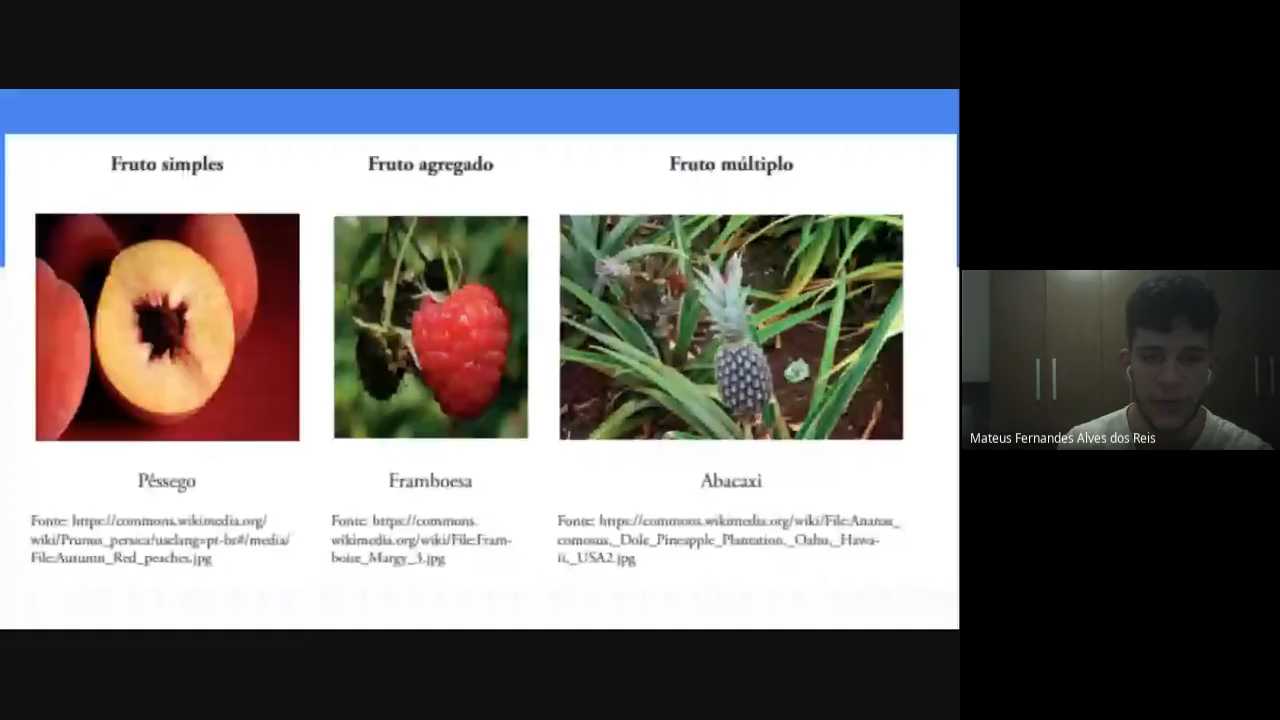 Fruto simples
Fruto agregado
Fruto múltiplo
Pêssego
Framboesa
Abacaxi
Fonte: https://commons.wikimedia.org/
wiki/Prunus_persica?uselang=pt-br#/media/
File:Autumn_Red_peaches.jpg
Fonte: https://commons.
wikimedia.org/wiki/File:Fram-
boise_Margy_3.jpg
Fonte: https://commons.wikimedia.org/wiki/File:Ananas_
comosus,_Dole_Pineapple_Plantation,_Oahu,_Hawa-
ii,_USA2.jpg
Mateus Fernandes Alves dos Reis